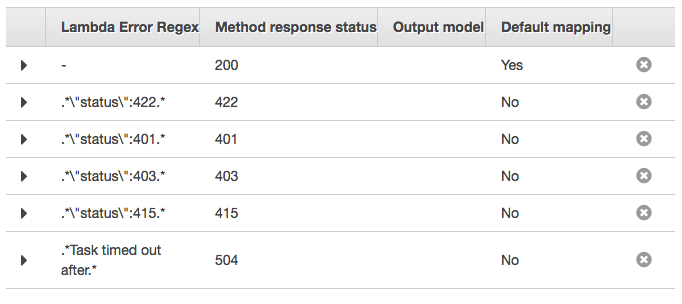 Lambda Error Regex Method response status Output model Default mapping
- 200 Yes
.*\"status\":422.* 422 No
.*\"status\":401.* 401 No
.*\"status\":403.* 403 No
.*\"status\":415.* 415 No
.*Task timed out
after.* 504 No